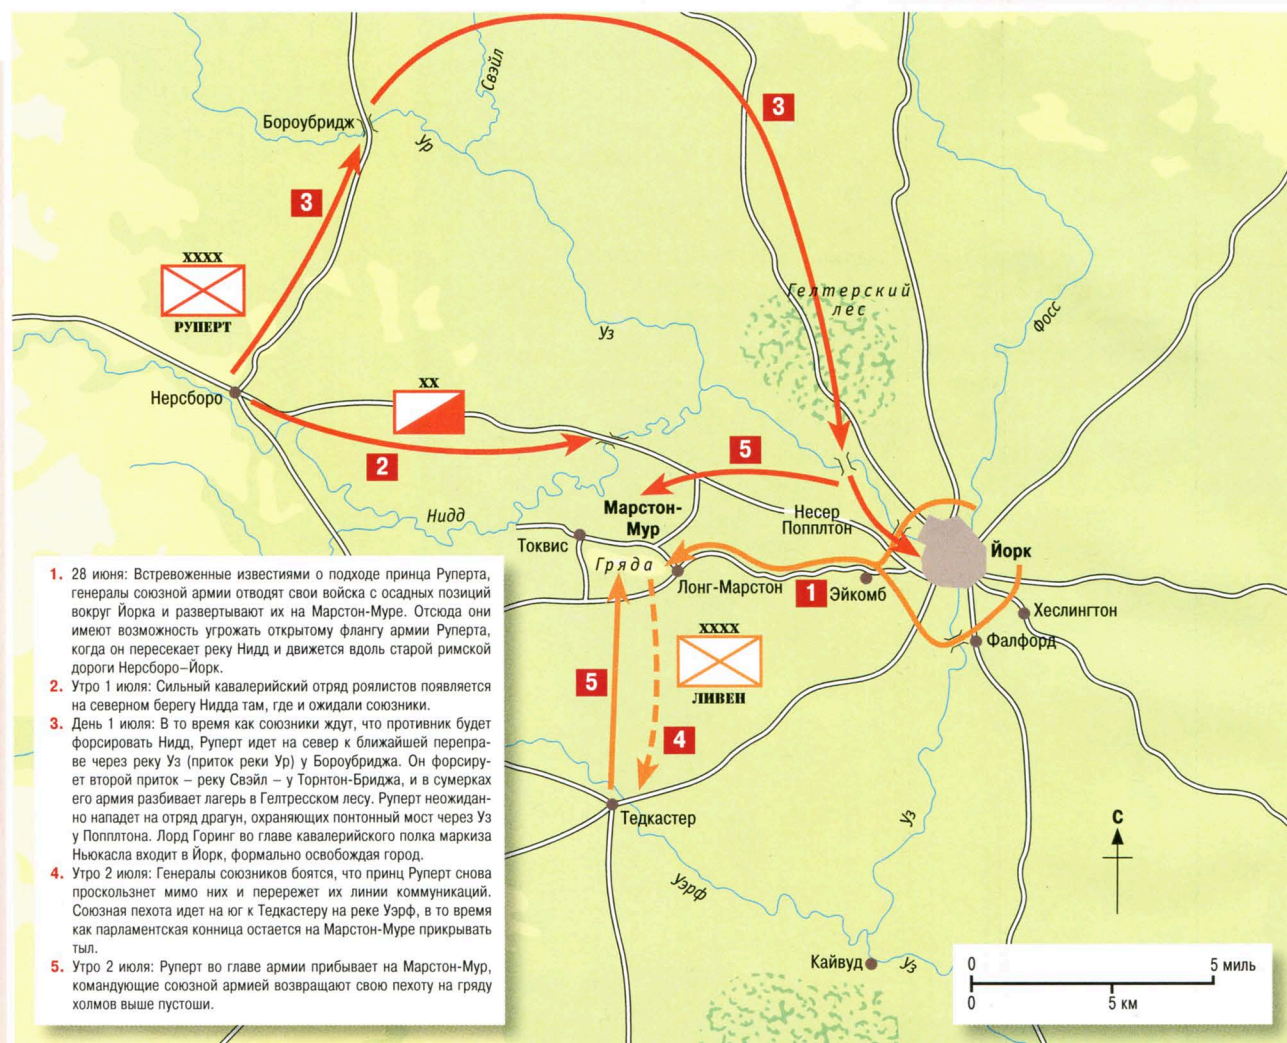 Свэйл
3
Бороубридж
Ур
3
XXXX
РУПЕРТ
Гелтерский
лес
Фосс
Уз
XX
Нерсборо
2
5
Марстон-
Мур
Нидд
Несер
Попплтон
Токвис
Гряда
Йорк
Лонг-Марстон
1
Эйкомб
Хеслингтон
Фалфорд
XXXX
ЛИВЕН
5
4
Тедкастер
Уз
С
Уэрф
Кайвуд
Уз
0
5 миль
0
5 км
1. 28 июня: Встревоженные известиями о подходе принца Руперта,
генералы союзной армии отводят свои войска с осадных позиций
вокруг Йорка и развертывают их на Марстон-Муре. Отсюда они
имеют возможность угрожать открытому флангу армии Руперта,
когда он пересекает реку Нидд и движется вдоль старой римской
дороги Нерсборо–Йорк.
2. Утро 1 июля: Сильный кавалерийский отряд роялистов появляется
на северном берегу Нидда там, где и ожидали союзники.
3. День 1 июля: В то время как союзники ждут, что противник будет
форсировать Нидд, Руперт идет на север к ближайшей перепра-
ве через реку Уз (приток реки Ур) у Бороубриджа. Он форсиру-
ет второй приток – реку Свэйл – у Торнтон-Бриджа, и в сумерках
его армия разбивает лагерь в Гелтресском лесу. Руперт неожидан-
но нападет на отряд драгун, охраняющих понтонный мост через Уз
у Попплтона. Лорд Горинг во главе кавалерийского полка маркиза
Ньюкасла входит в Йорк, формально освобождая город.
4. Утро 2 июля: Генералы союзников боятся, что принц Руперт снова
проскользнет мимо них и перережет их линии коммуникаций.
Союзная пехота идет на юг к Тедкастеру на реке Уэрф, в то время
как парламентская конница остается на Марстон-Муре прикрывать
тыл.
5. Утро 2 июля: Руперт во главе армии прибывает на Марстон-Мур,
командующие союзной армией возвращают свою пехоту на гряду
холмов выше пустоши.